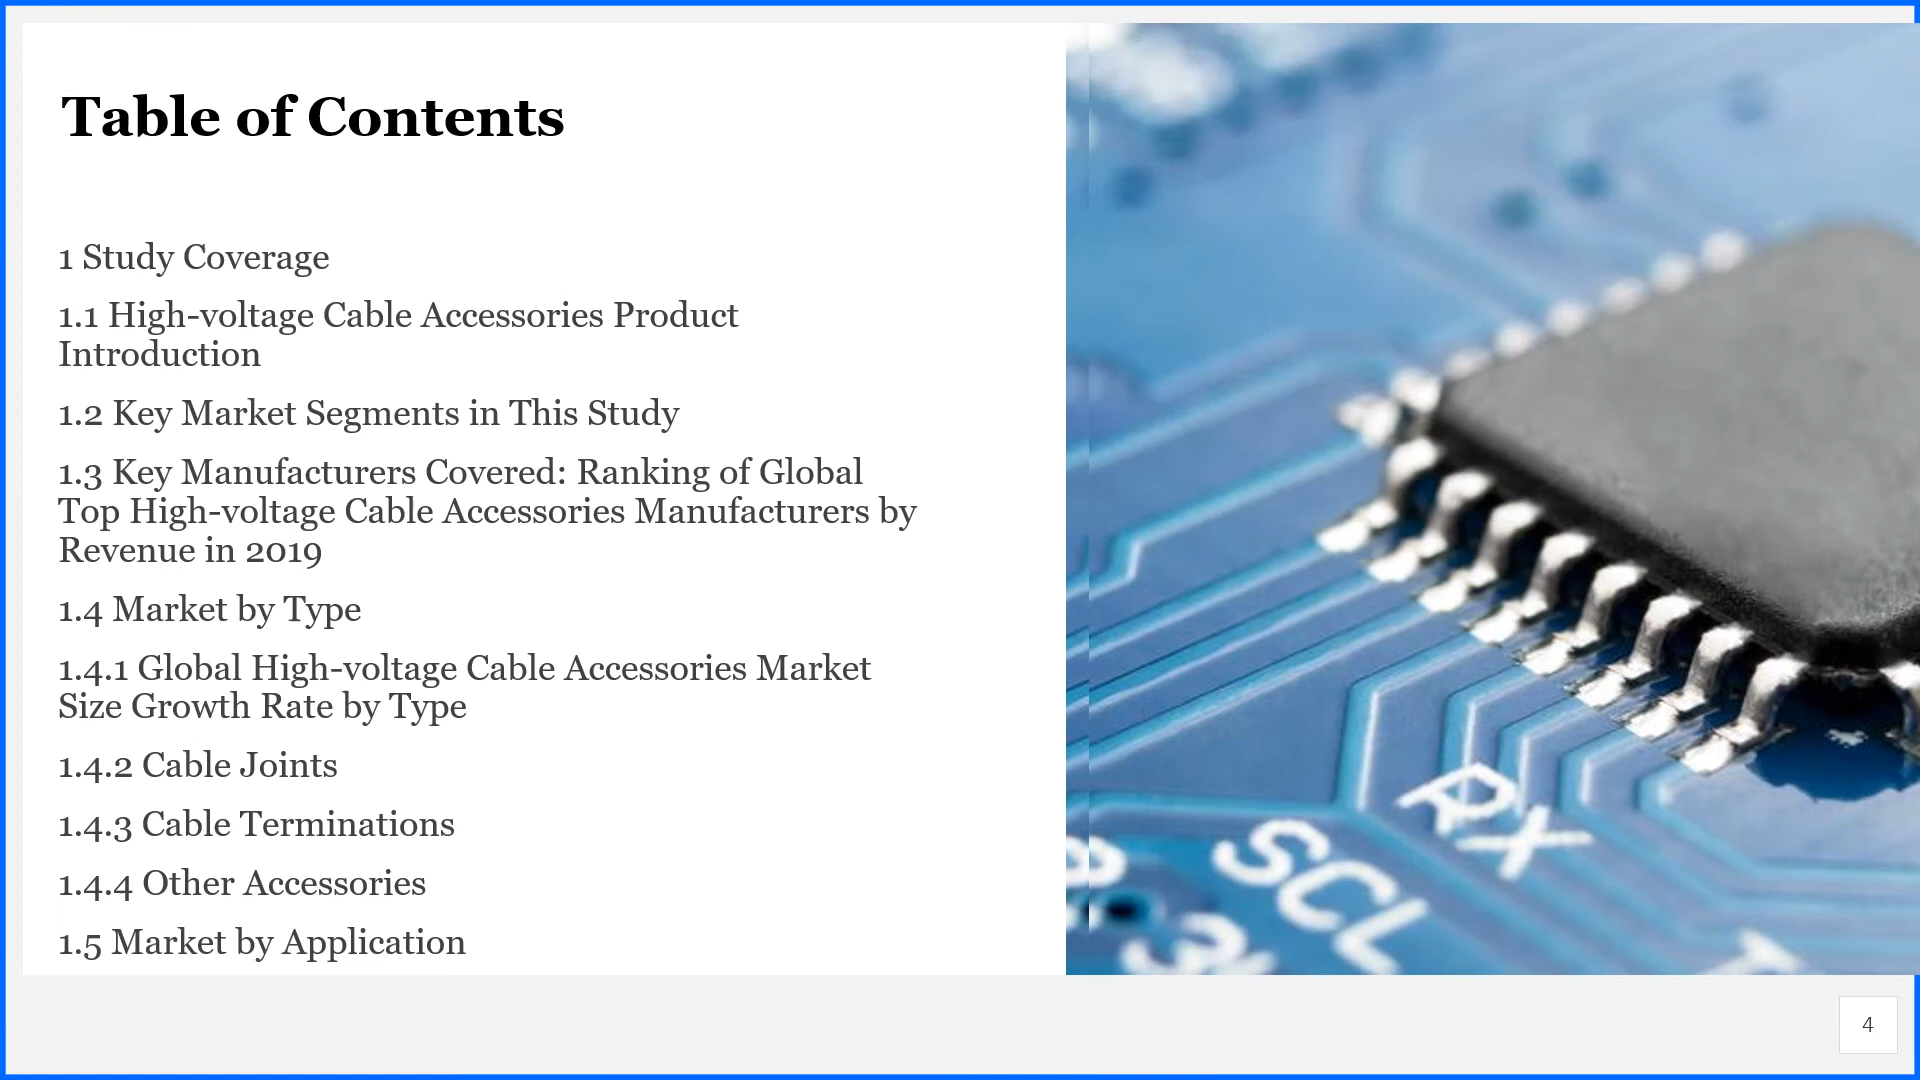 Table of Contents
1 Study Coverage
1.1 High-voltage Cable Accessories Product
Introduction
1.2 Key Market Segments in This Study
1.3 Key Manufacturers Covered: Ranking of Global
Top High-voltage Cable Accessories Manufacturers by
Revenue in 2019
1.4 Market by Type
1.4.1 Global High-voltage Cable Accessories Market
Size Growth Rate by Type
1.4.2 Cable Joints
1.4.3 Cable Terminations
1.4.4 Other Accessories
1.5 Market by Application
RX
SCL
4